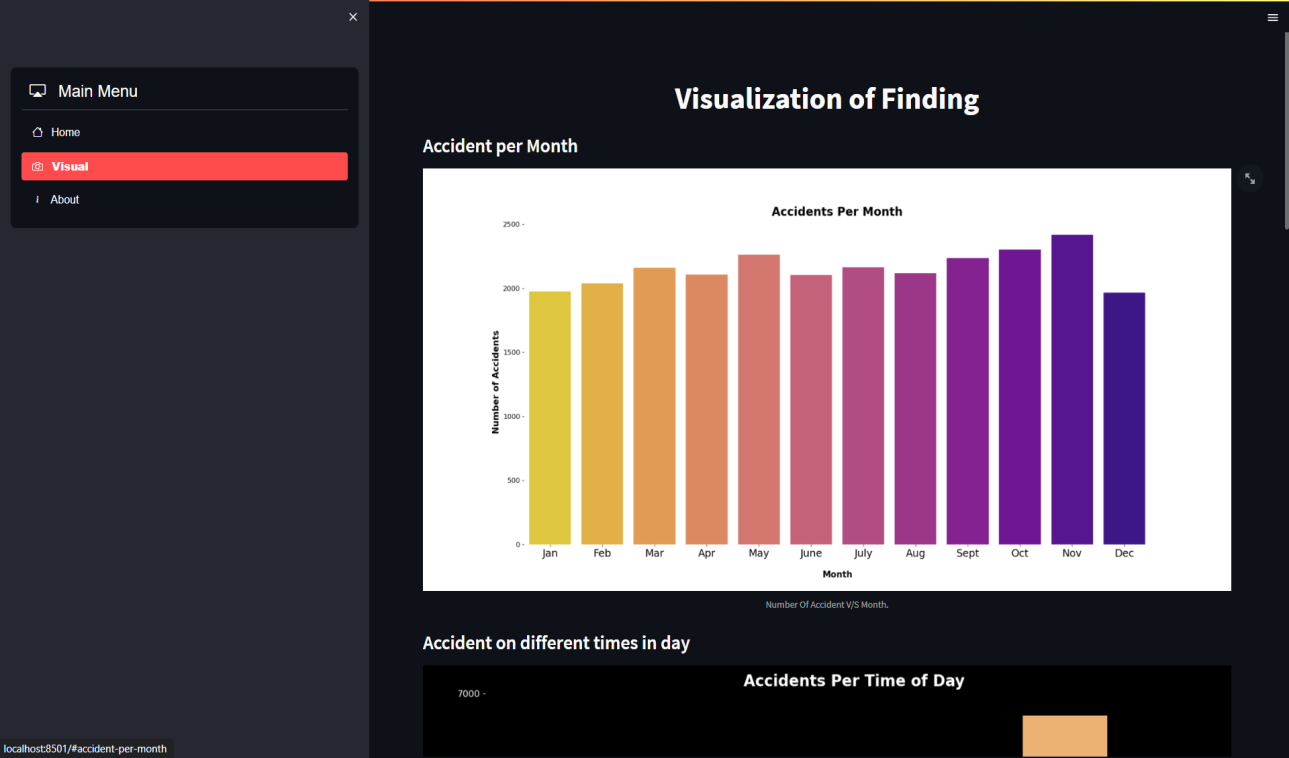 Main Menu
Home
Visual
About
Visualization of Finding
Accident per Month
Accidents Per Month
2500
2000
1500
1000
500
0
Number of Accidents
Jan Feb Mar Apr May June July Aug Sept Oct Nov Dec
Month
Number Of Accident V/S Month.
Accident on different times in day
Accidents Per Time of Day
7000
localhost:8501/#accident-per-month